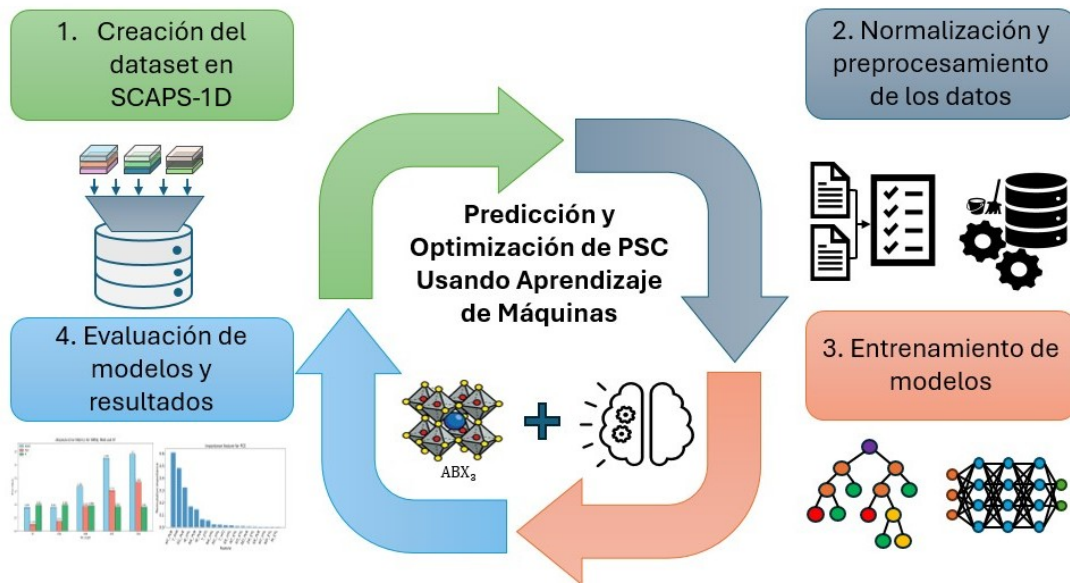 1. Creación del
dataset en
SCAPS-1D
2. Normalización y
preprocesamiento
de los datos
Predicción y
Optimización de PSC
Usando Aprendizaje
de Máquinas
4. Evaluación de
modelos y
resultados
3. Entrenamiento de
modelos
ABX₃